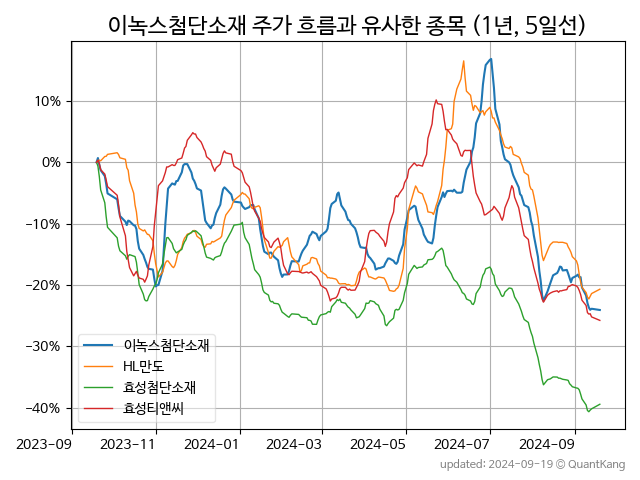 이녹스첨단소재 주가 흐름과 유사한 종목 (1년, 5일선)
10%
0%
−10%
−20%
−30%
−40%
이녹스첨단소재
HL만도
효성첨단소재
효성티앤씨
2023-09
2023-11
2024-01
2024-03
2024-05
2024-07
2024-09
updated: 2024-09-19 © QuantKang